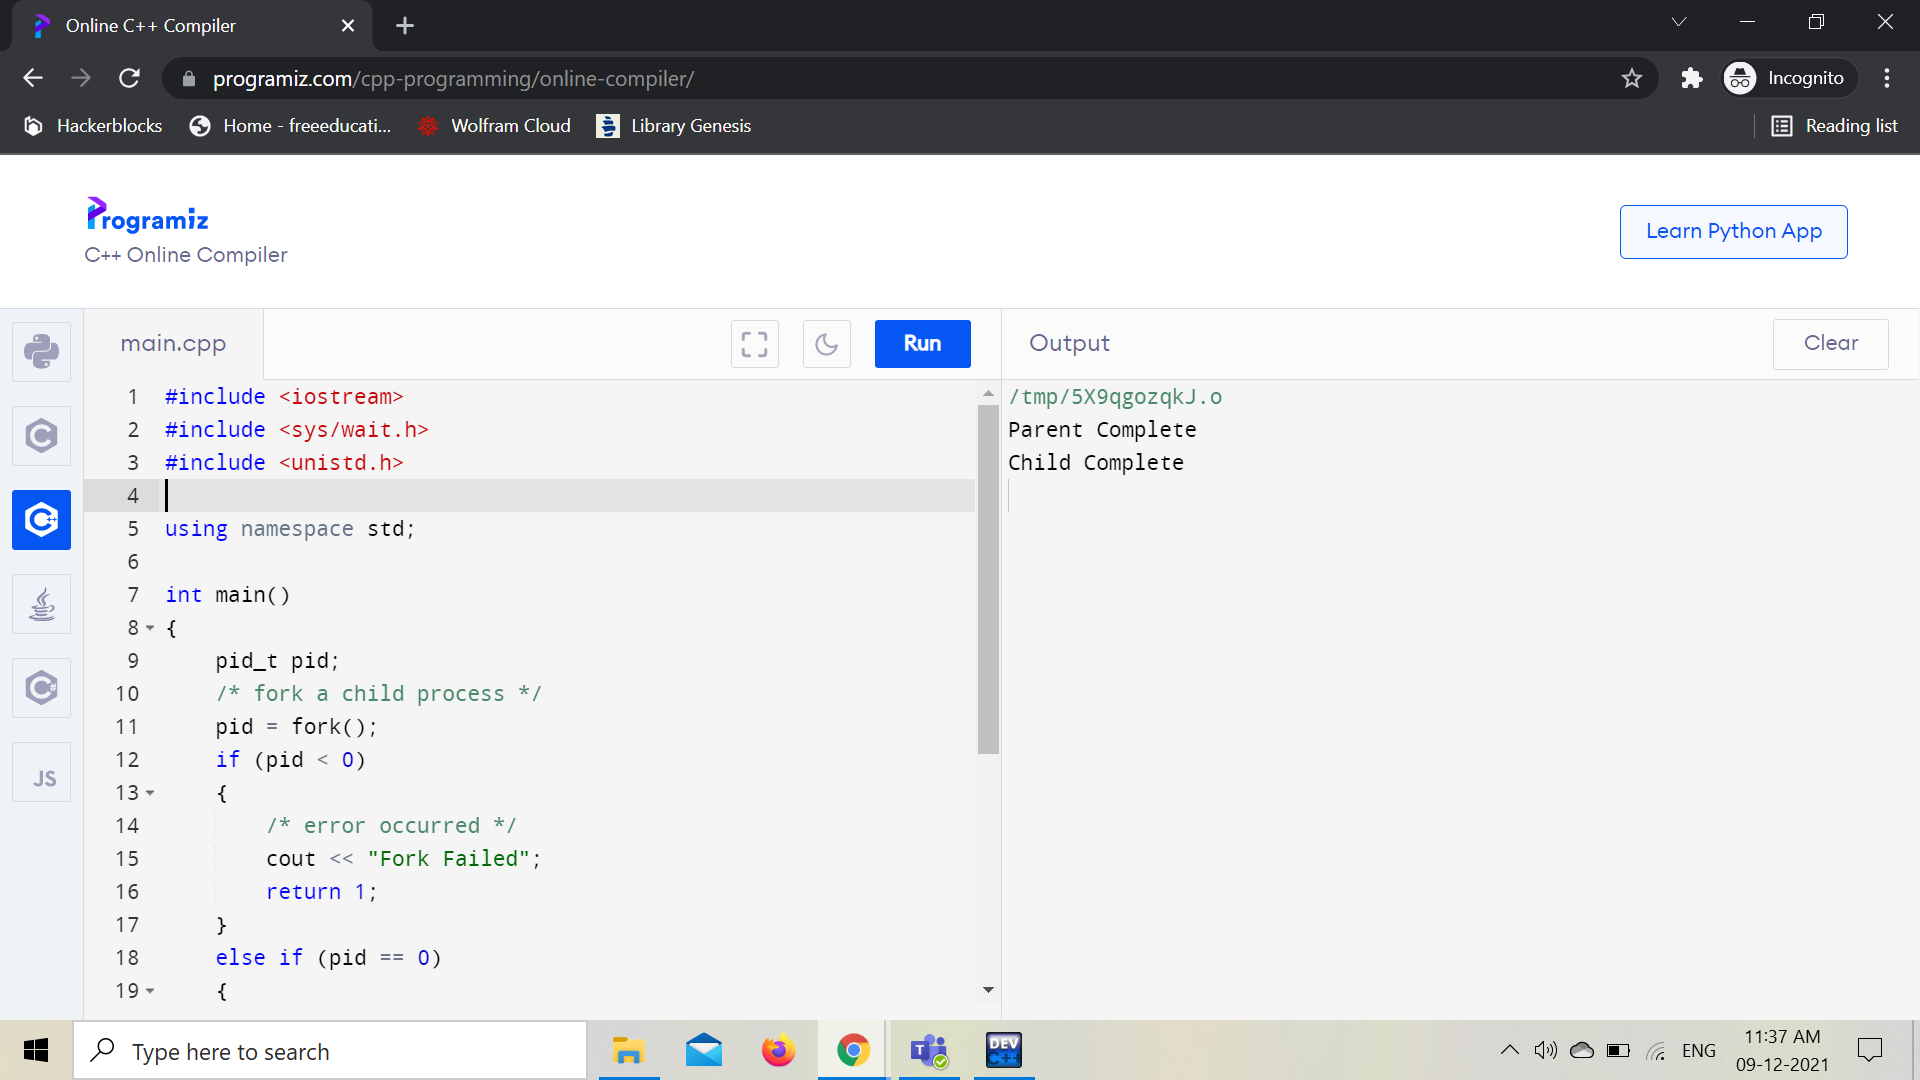 Online C++ Compiler
programiz.com/cpp-programming/online-compiler/
Incognito
Hackerblocks
Home - freeeducati...
Wolfram Cloud
Library Genesis
Reading list
Programiz
C++ Online Compiler
Learn Python App
main.cpp
Run
Output
Clear
1 #include <iostream>
2 #include <sys/wait.h>
3 #include <unistd.h>
4
5 using namespace std;
6
7 int main()
8 {
9 pid_t pid;
10 /* fork a child process */
11 pid = fork();
12 if (pid < 0)
13 {
14 /* error occurred */
15 cout << "Fork Failed";
16 return 1;
17 }
18 else if (pid == 0)
19 {
/tmp/5X9qgozqkJ.o
Parent Complete
Child Complete
JS
Type here to search
DEV C++
ENG
11:37 AM
09-12-2021